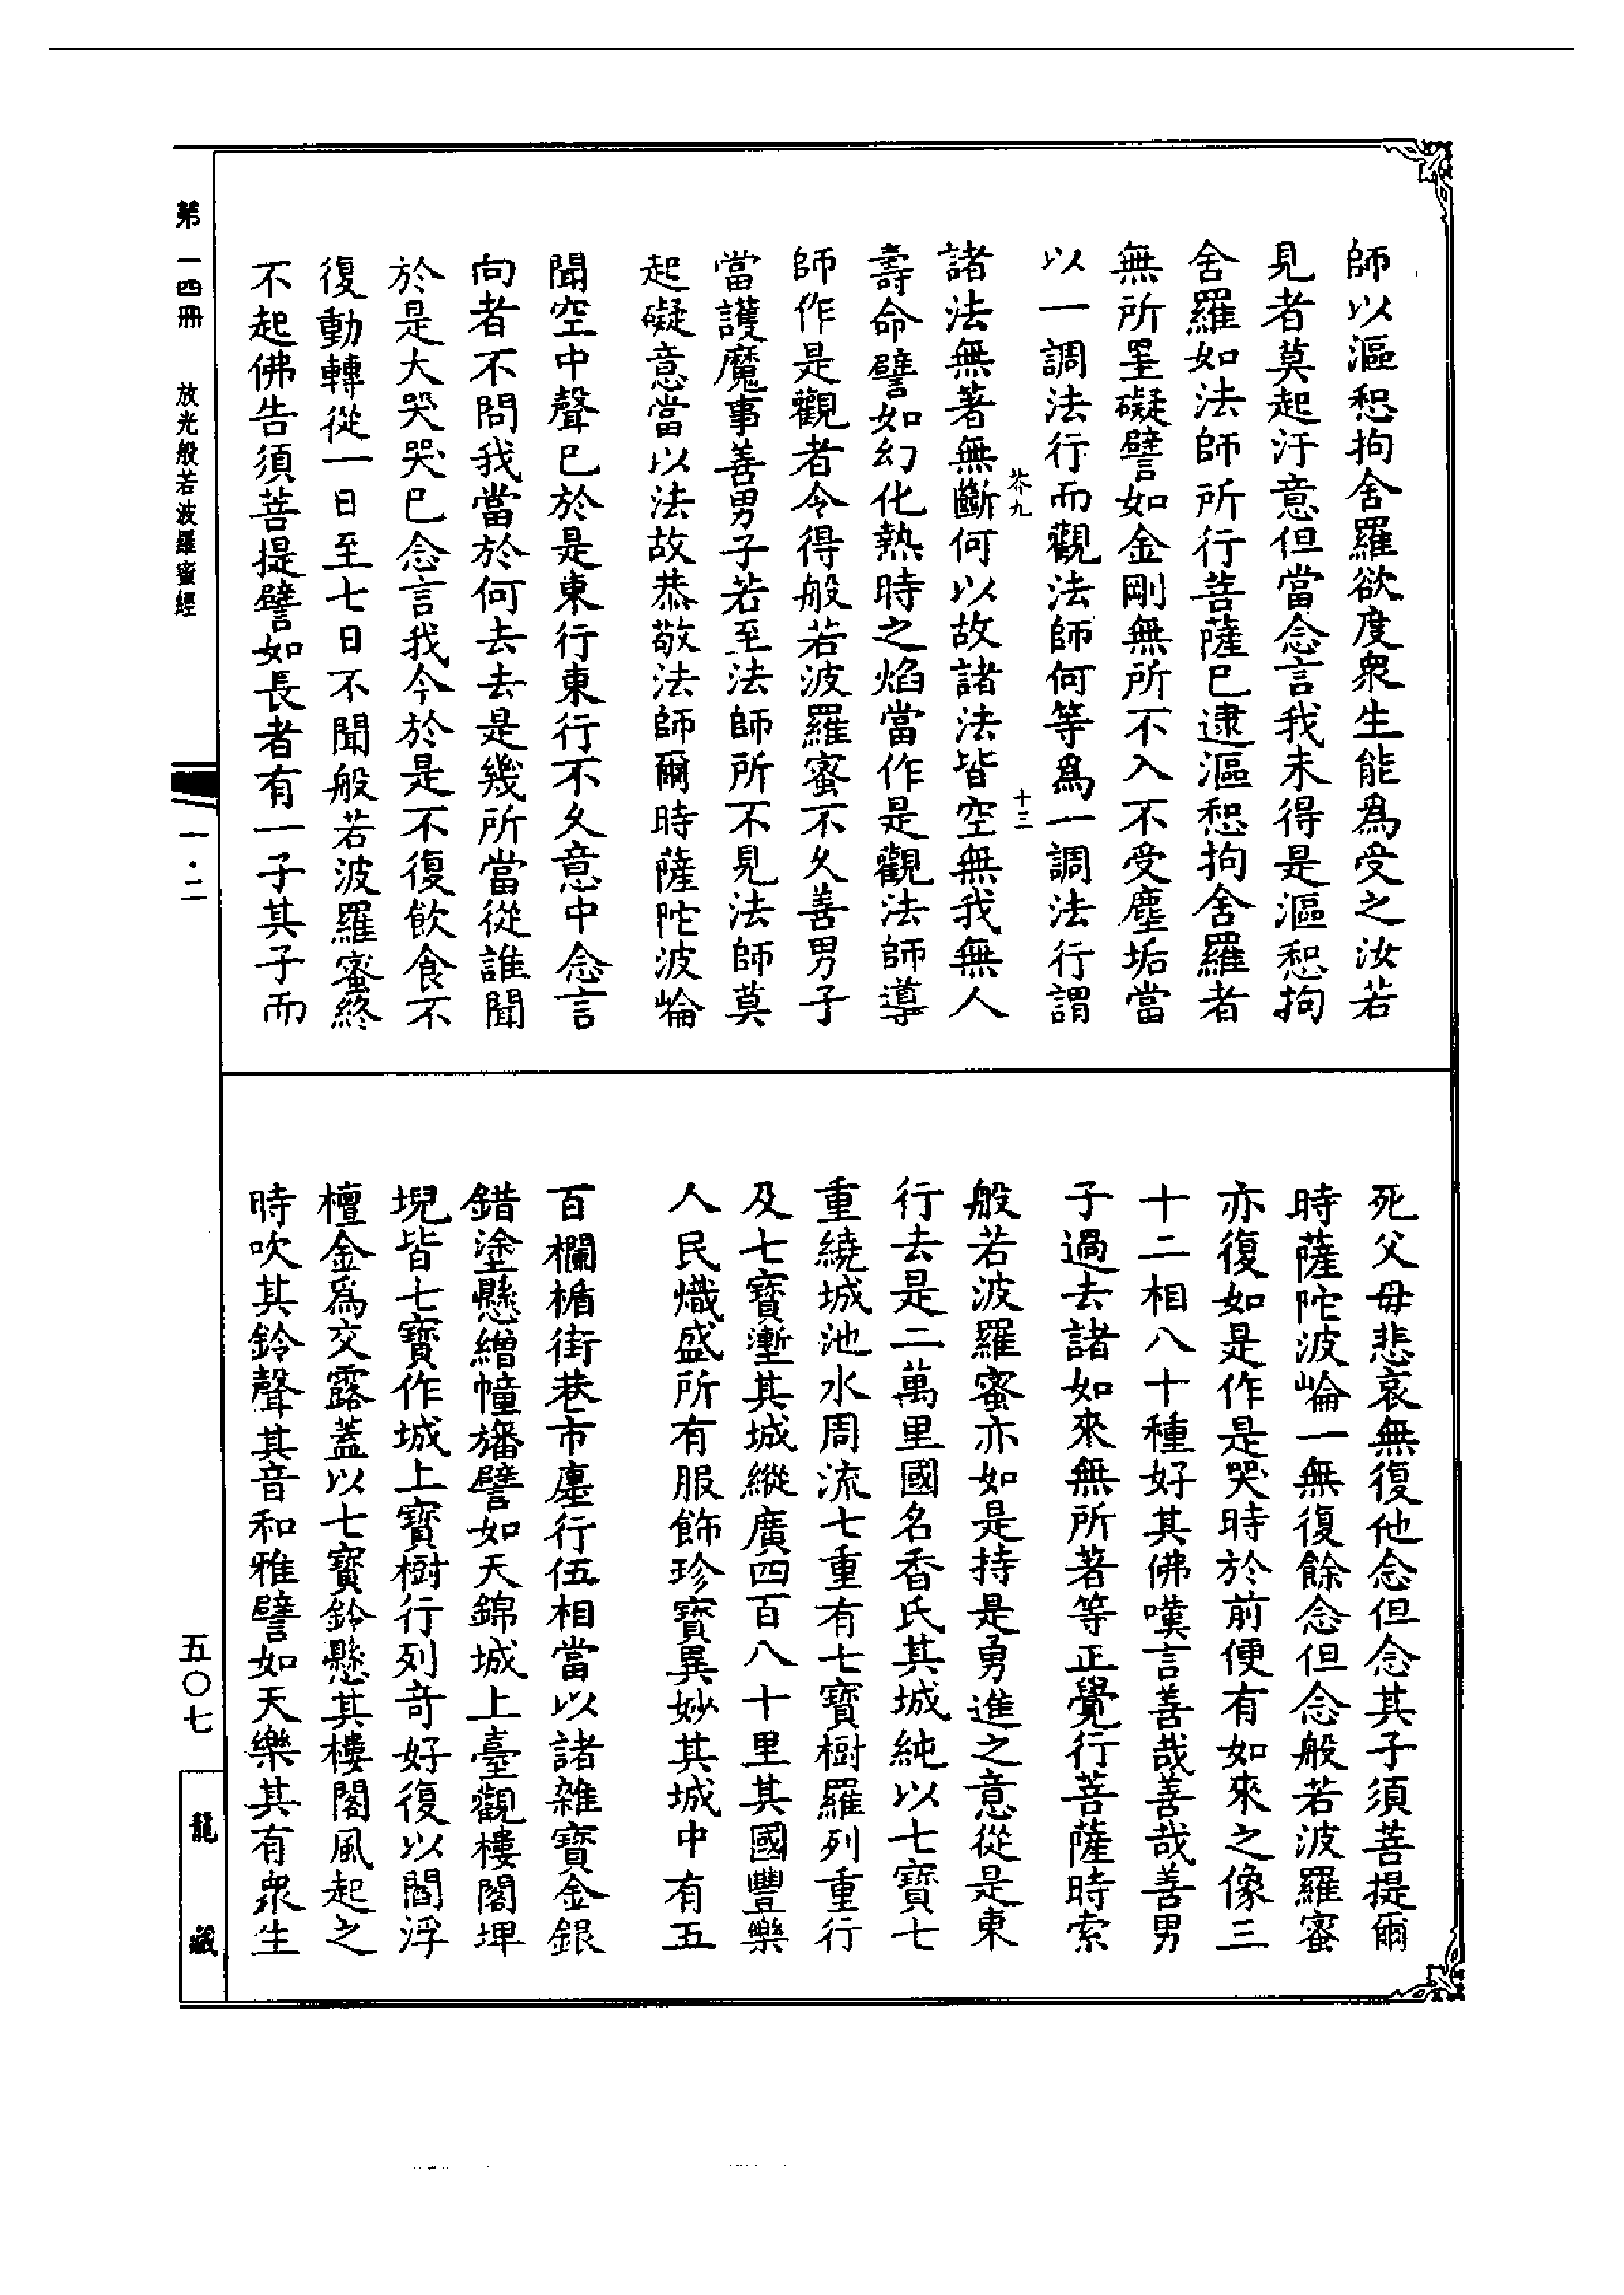 師以漚惒拘舍羅欲度衆生能爲受之汝若
見者莫起汙意但當念言我未得是漚惒拘
舍羅如法師所行菩薩已逮漚惒拘舍羅者
無所罣礙譬如金剛無所不入不受塵垢當
以一調法行而觀法師何等爲一調法行謂
茶九 十三
諸法無著無斷何以故諸法皆空無我無人
壽命譬如幻化熱時之焰當作是觀法師導
師作是觀者令得般若波羅蜜不久善男子
當護魔事善男子若至法師所不見法師莫
起礙意當以法故恭敬法師爾時薩陀波崘
聞空中聲已於是東行東行不久意中念言
向者不問我當於何去去是幾所當從誰聞
於是大哭哭已念言我今於是不復飲食不
復動轉從一日至七日不聞般若波羅蜜終
不起佛告須菩提譬如長者有一子其子而
死父母悲哀無復他念但念其子須菩提爾
時薩陀波崘一無復餘念但念般若波羅蜜
亦復如是作是哭時於前便有如來之像三
十二相八十種好其佛嘆言善哉善哉善男
子過去諸如來無所著等正覺行菩薩時索
般若波羅蜜亦如是持是勇進之意從是東
行去是二萬里國名香氏其城純以七寶七
重繞城池水周流七重有七寶樹羅列重行
及七寶壍其城縱廣四百八十里其國豐樂
人民熾盛所有服飾珍寶異妙其城中有五
百欄楯街巷市廛行伍相當以諸雜寶金銀
錯塗懸繒幢旛譬如天錦城上臺觀樓閣埤
堄皆七寶作城上寶樹行列奇好復以閻浮
檀金爲交露蓋以七寶鈴懸其樓閣風起之
時吹其鈴聲其音和雅譬如天樂其有衆生
第一四冊 放光般若波羅蜜經
一·二
五〇七
龍藏